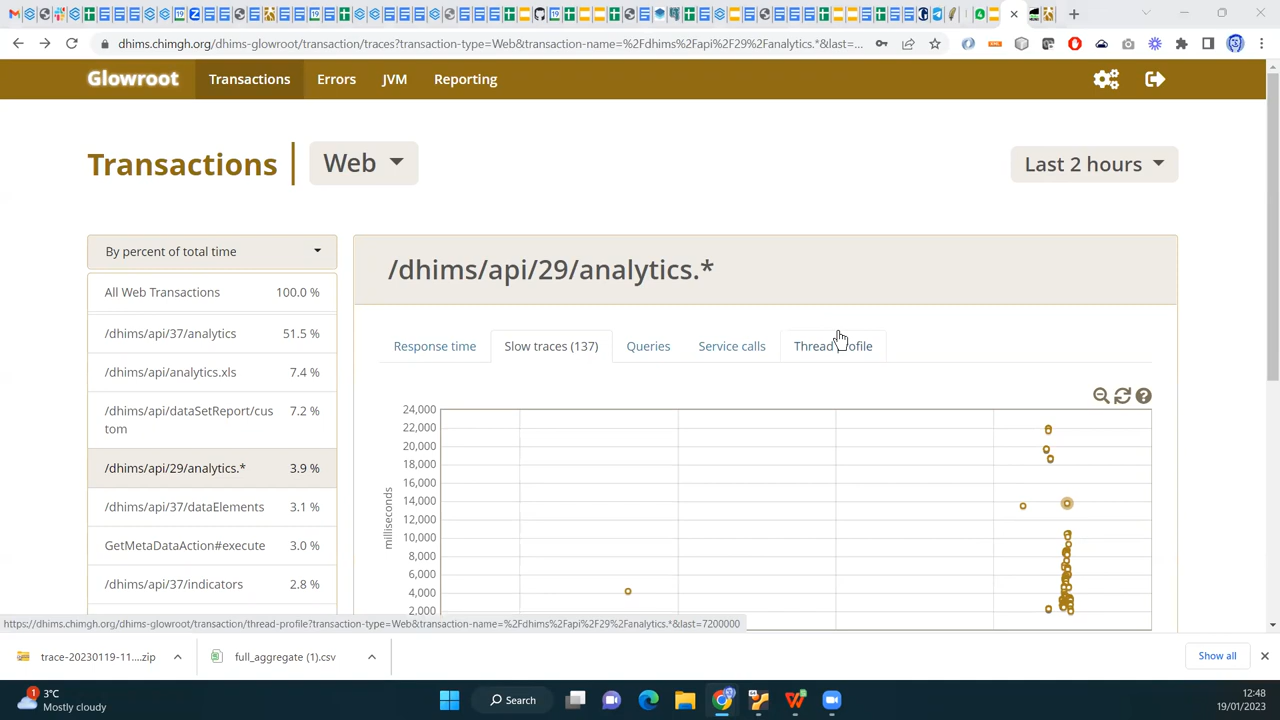 dhims.chimgh.org/dhims-glowroot/transaction/traces?transaction-type=Web&transaction-name=%2Fdhims%2Fapi%2F29%2Fanalytics.*&last=...
Glowroot
Transactions
Errors
JVM
Reporting
Transactions
Web
Last 2 hours
By percent of total time
/dhims/api/29/analytics.*
All Web Transactions 100.0 %
/dhims/api/37/analytics 51.5 %
/dhims/api/analytics.xls 7.4 %
/dhims/api/dataSetReport/cus 7.2 %
tom
/dhims/api/29/analytics.* 3.9 %
/dhims/api/37/dataElements 3.1 %
GetMetaDataAction#execute 3.0 %
/dhims/api/37/indicators 2.8 %
Response time
Slow traces (137)
Queries
Service calls
Thread profile
24,000
22,000
20,000
18,000
16,000
14,000
12,000
10,000
8,000
6,000
4,000
2,000
milliseconds
https://dhims.chimgh.org/dhims-glowroot/transaction/thread-profile?transaction-type=Web&transaction-name=%2Fdhims%2Fapi%2F29%2Fanalytics.*&last=7200000
trace-20230119-11....zip
full_aggregate (1).csv
Show all
1
3°C
Mostly cloudy
Search
12:48
19/01/2023